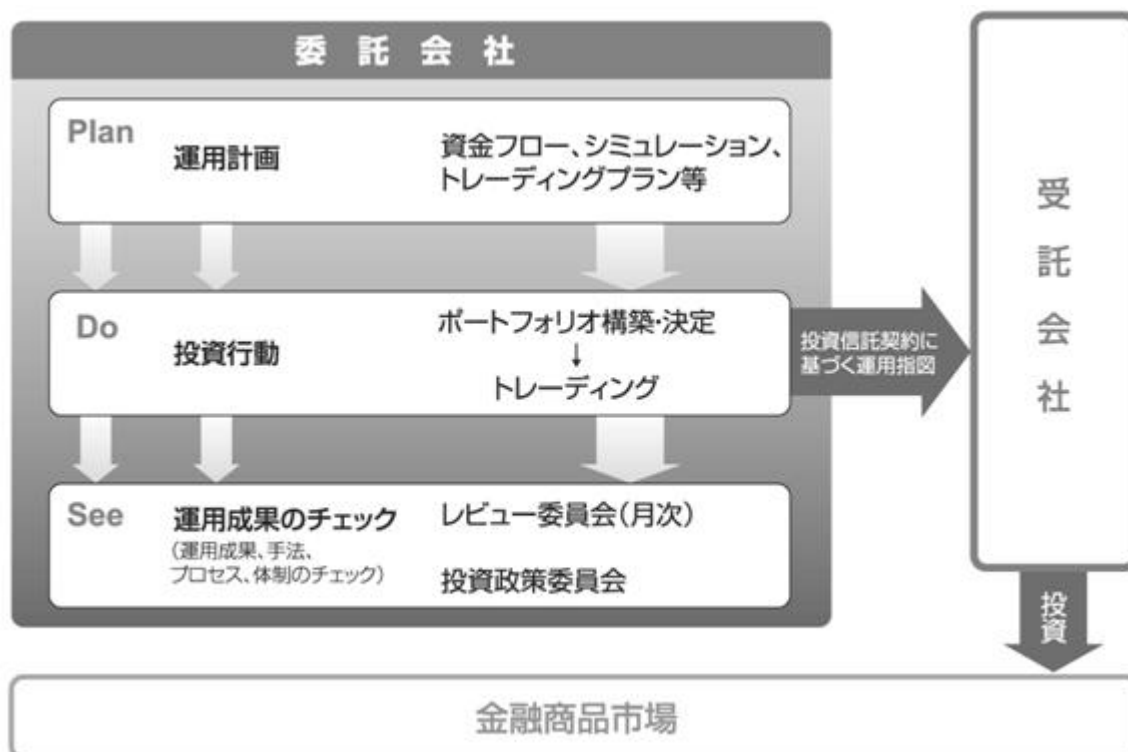 委託会社
Plan
運用計画
資金フロー、シミュレーション、
トレーディングプラン等
Do
投資行動
ポートフォリオ構築・決定
↓
トレーディング
投資信託契約に
基づく運用指図
See
運用成果のチェック
(運用成果、手法、
プロセス、体制のチェック)
レビュー委員会(月次)
投資政策委員会
受託会社
投資
金融商品市場